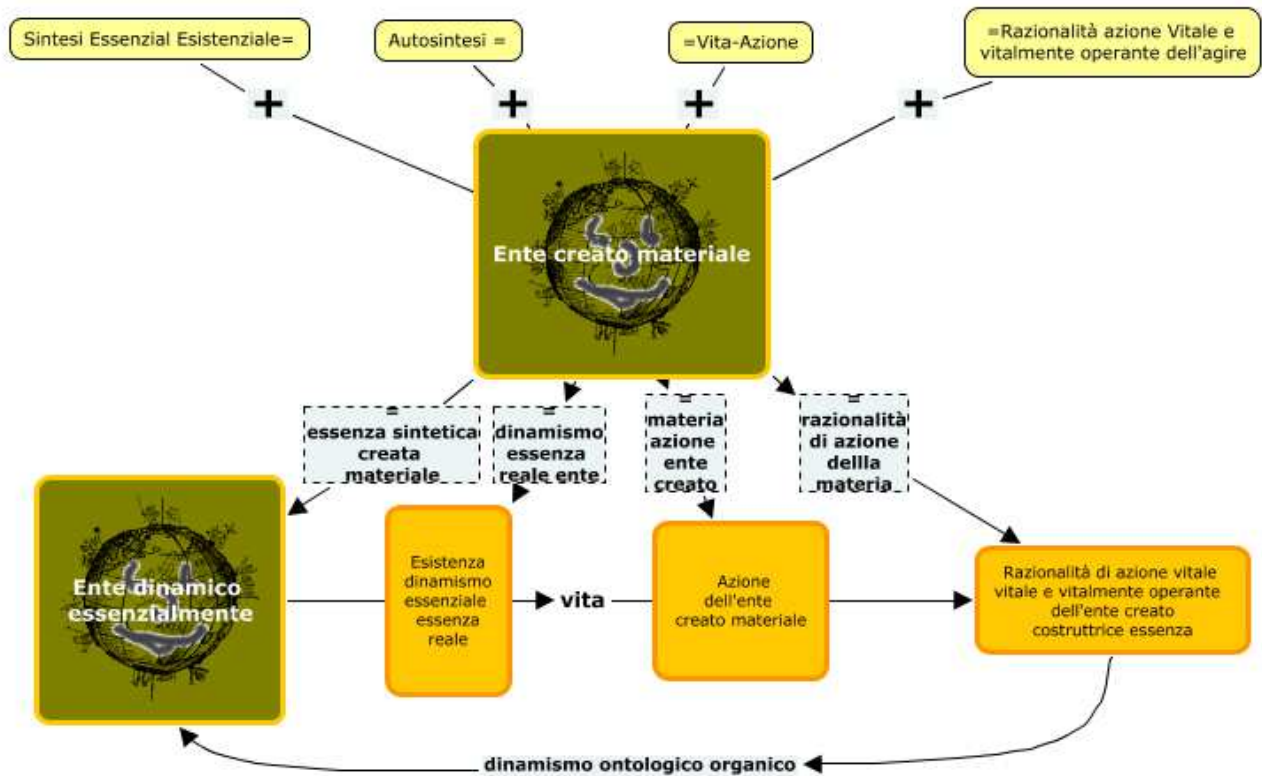 Sintesi Essenzial Esistenziale=
Autosintesi =
=Vita-Azione
=Razionalità azione Vitale e
vitalmente operante dell'agire
+
+
+
+
Ente creato materiale
=
essenza sintetica
creata
materiale
=
dinamismo
essenza
reale ente
=
materia
azione
ente
creato
=
razionalità
di azione
dellla
materia
Ente dinamico
essenzialmente
Esistenza
dinamismo
essenziale
essenza
reale
vita
Azione
dell'ente
creato materiale
Razionalità di azione vitale
vitale e vitalmente operante
dell'ente creato
costruttrice essenza
dinamismo ontologico organico